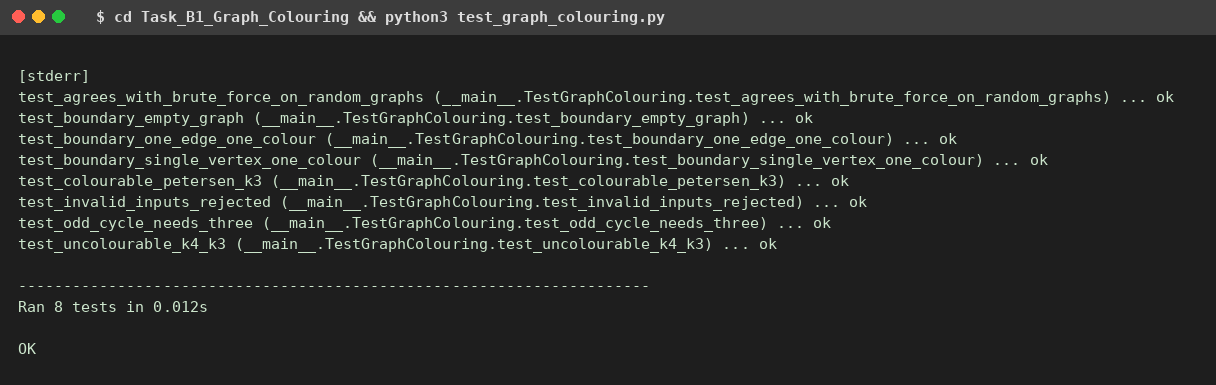 $ cd Task_B1_Graph_Colouring && python3 test_graph_colouring.py
[stderr]
test_agrees_with_brute_force_on_random_graphs (__main__.TestGraphColouring.test_agrees_with_brute_force_on_random_graphs) ... ok
test_boundary_empty_graph (__main__.TestGraphColouring.test_boundary_empty_graph) ... ok
test_boundary_one_edge_one_colour (__main__.TestGraphColouring.test_boundary_one_edge_one_colour) ... ok
test_boundary_single_vertex_one_colour (__main__.TestGraphColouring.test_boundary_single_vertex_one_colour) ... ok
test_colourable_petersen_k3 (__main__.TestGraphColouring.test_colourable_petersen_k3) ... ok
test_invalid_inputs_rejected (__main__.TestGraphColouring.test_invalid_inputs_rejected) ... ok
test_odd_cycle_needs_three (__main__.TestGraphColouring.test_odd_cycle_needs_three) ... ok
test_uncolourable_k4_k3 (__main__.TestGraphColouring.test_uncolourable_k4_k3) ... ok
----------------------------------------------------------------------
Ran 8 tests in 0.012s
OK